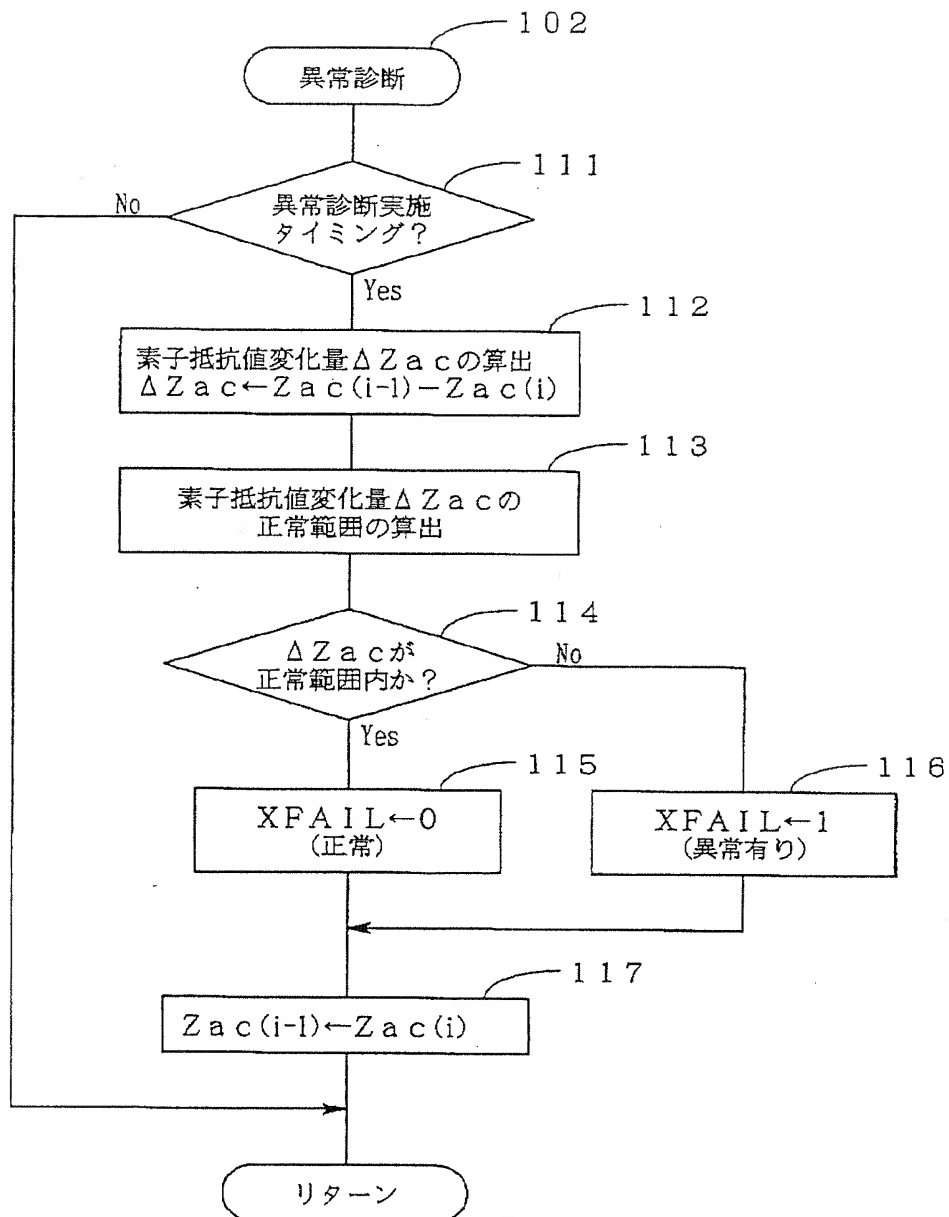 １０２
異常診断
１１１
No
異常診断実施
タイミング？
Yes
１１２
素子抵抗値変化量ΔＺａｃの算出
ΔＺａｃ←Ｚａｃ(i-1)－Ｚａｃ(i)
１１３
素子抵抗値変化量ΔＺａｃの
正常範囲の算出
１１４
ΔＺａｃが
正常範囲内か？
No
Yes
１１５
ＸＦＡＩＬ←0
(正常)
１１６
ＸＦＡＩＬ←1
(異常有り)
１１７
Ｚａｃ(i-1)←Ｚａｃ(i)
リターン